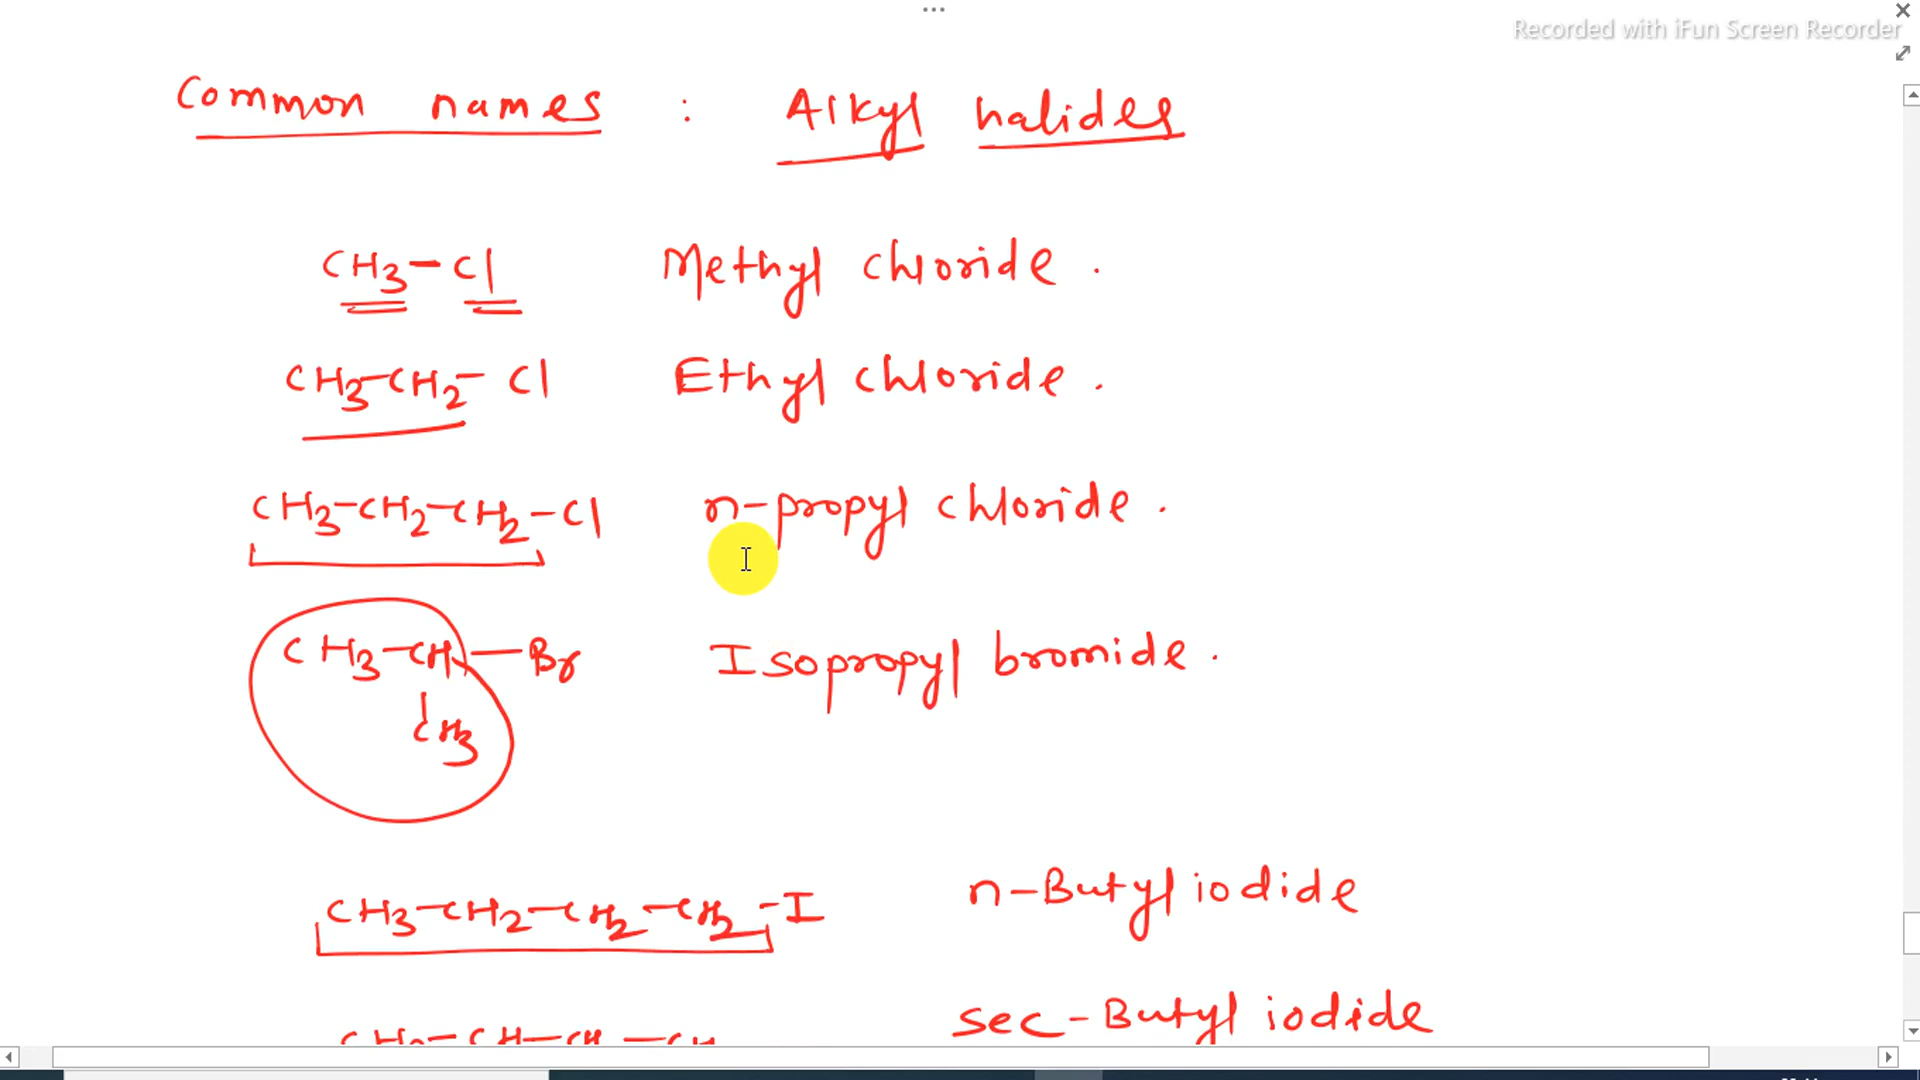 Recorded with iFun Screen Recorder
Common names : Alkyl halides
CH3-Cl Methyl chloride.
CH3-CH2-Cl Ethyl chloride.
CH3-CH2-CH2-Cl n-propyl chloride.
CH3-CH-Br Isopropyl bromide.
CH3
CH3-CH2-CH2-CH2-I n-Butyl iodide
sec-Butyl iodide